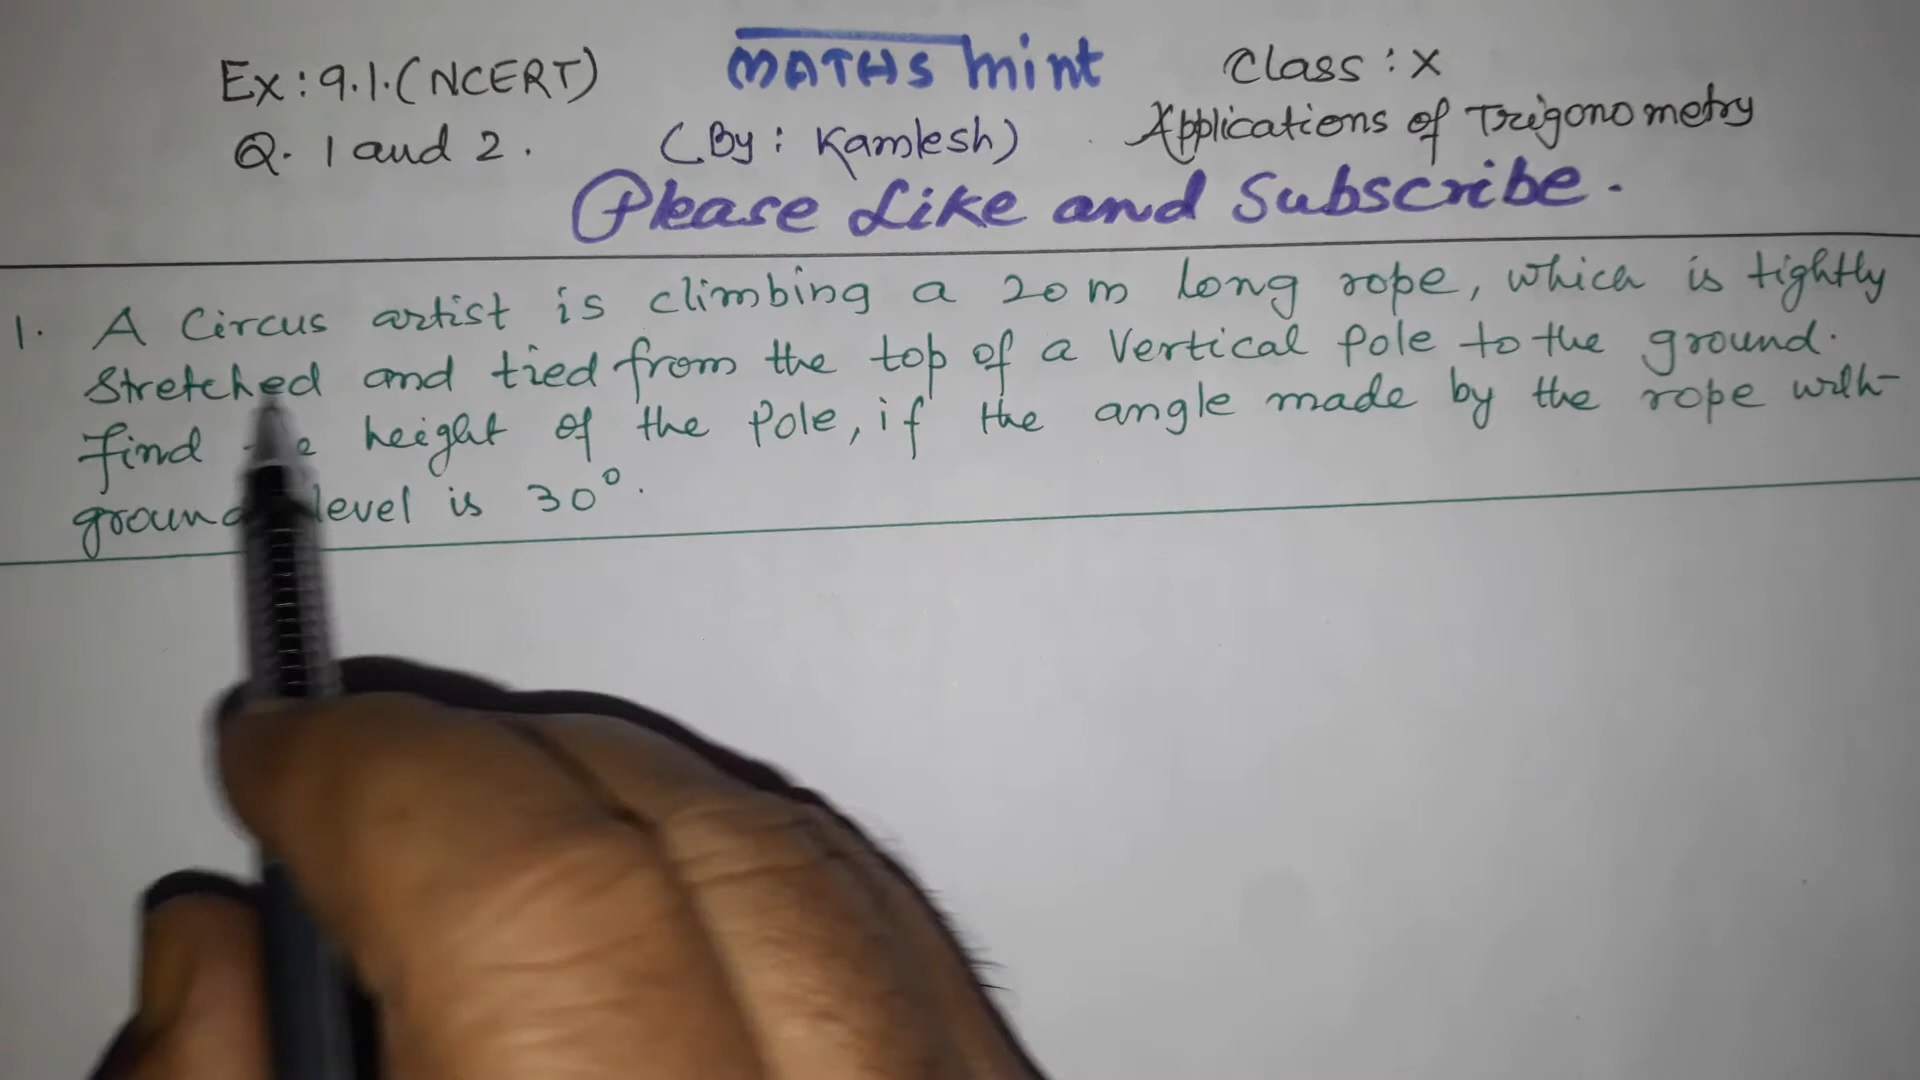 Ex: 9.1. (NCERT) MATHS mint Class : X
Q. 1 and 2. (By: Kamlesh) Applications of Trigonometry
Please Like and Subscribe.
1. A Circus artist is climbing a 20 m long rope, which is tightly
Stretched and tied from the top of a Vertical Pole to the ground.
find height of the Pole, if the angle made by the rope with
ground level is 30°.